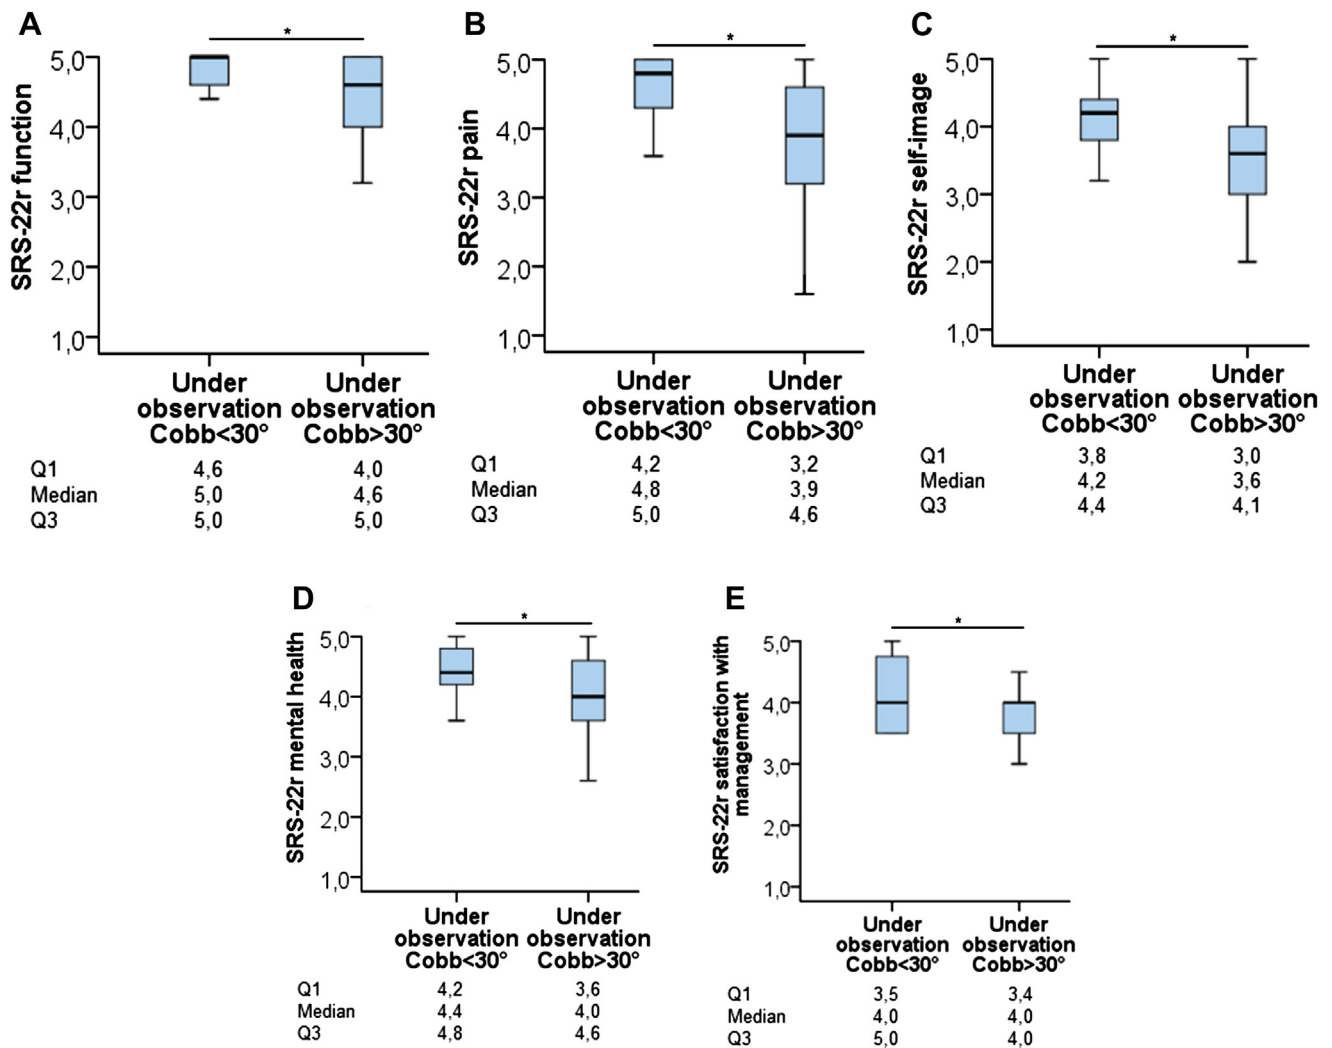 A
*
SRS-22r function
5,0
4,0
3,0
2,0
1,0
Under observation Cobb<30°
Under observation Cobb>30°
Q1 4,6 4,0
Median 5,0 4,6
Q3 5,0 5,0
B
*
SRS-22r pain
5,0
4,0
3,0
2,0
1,0
Under observation Cobb<30°
Under observation Cobb>30°
Q1 4,2 3,2
Median 4,8 3,9
Q3 5,0 4,6
C
*
SRS-22r self-image
5,0
4,0
3,0
2,0
1,0
Under observation Cobb<30°
Under observation Cobb>30°
Q1 3,8 3,0
Median 4,2 3,6
Q3 4,4 4,1
D
*
SRS-22r mental health
5,0
4,0
3,0
2,0
1,0
Under observation Cobb<30°
Under observation Cobb>30°
Q1 4,2 3,6
Median 4,4 4,0
Q3 4,8 4,6
E
*
SRS-22r satisfaction with
management
5,0
4,0
3,0
2,0
1,0
Under observation Cobb<30°
Under observation Cobb>30°
Q1 3,5 3,4
Median 4,0 4,0
Q3 5,0 4,0